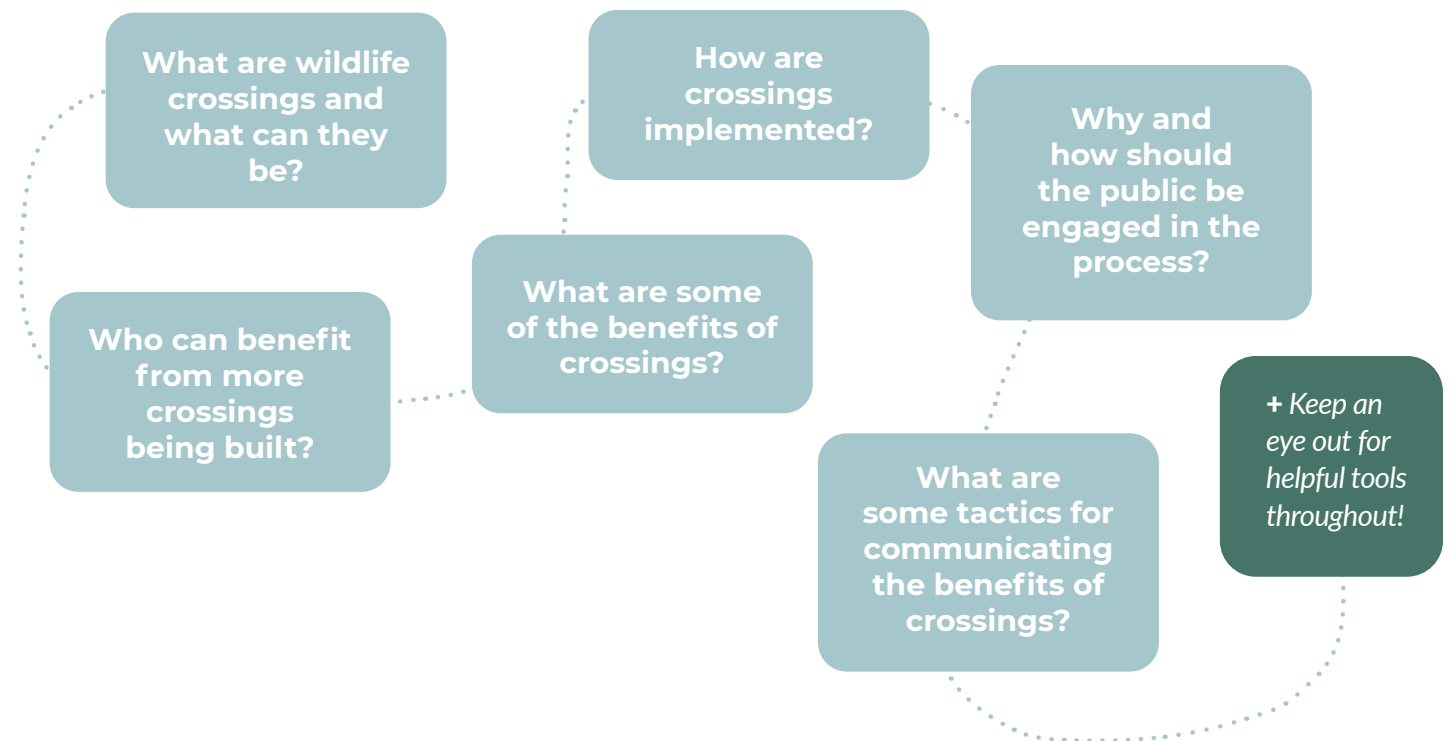 What are wildlife
crossings and
what can they
be?
Who can benefit
from more
crossings
being built?
What are some
of the benefits of
crossings?
How are
crossings
implemented?
Why and
how should
the public be
engaged in the
process?
What are
some tactics for
communicating
the benefits of
crossings?
+ Keep an
eye out for
helpful tools
throughout!